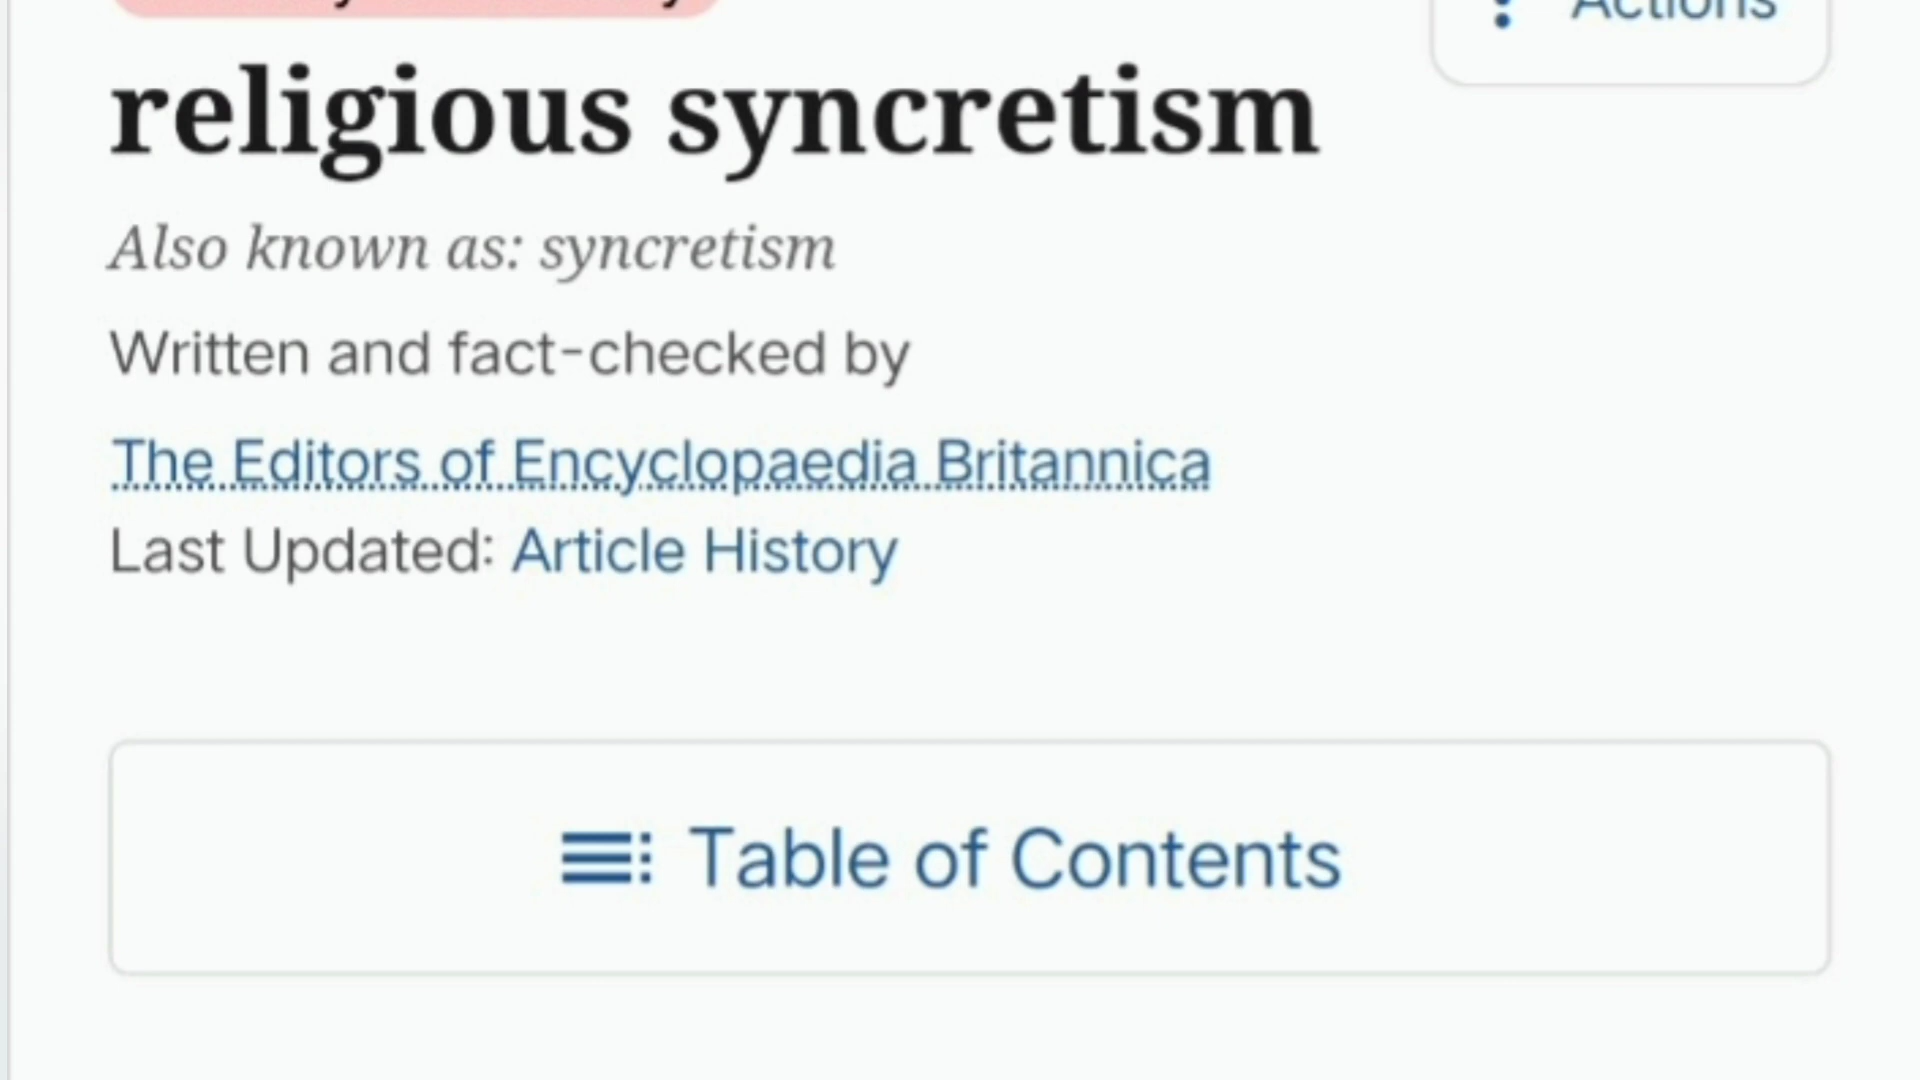 Actions
religious syncretism
Also known as: syncretism
Written and fact-checked by
The Editors of Encyclopaedia Britannica
Last Updated: Article History
Table of Contents